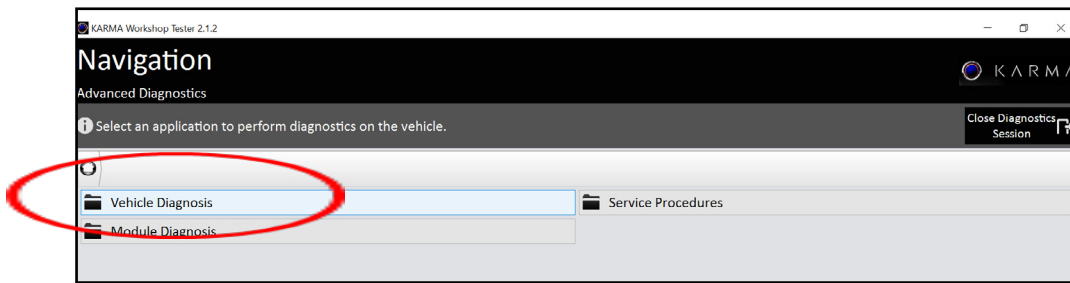 KARMA Workshop Tester 2.1.2
Navigation
KARMA
Advanced Diagnostics
Select an application to perform diagnostics on the vehicle.
Close Diagnostics
Session
Vehicle Diagnosis
Service Procedures
Module Diagnosis